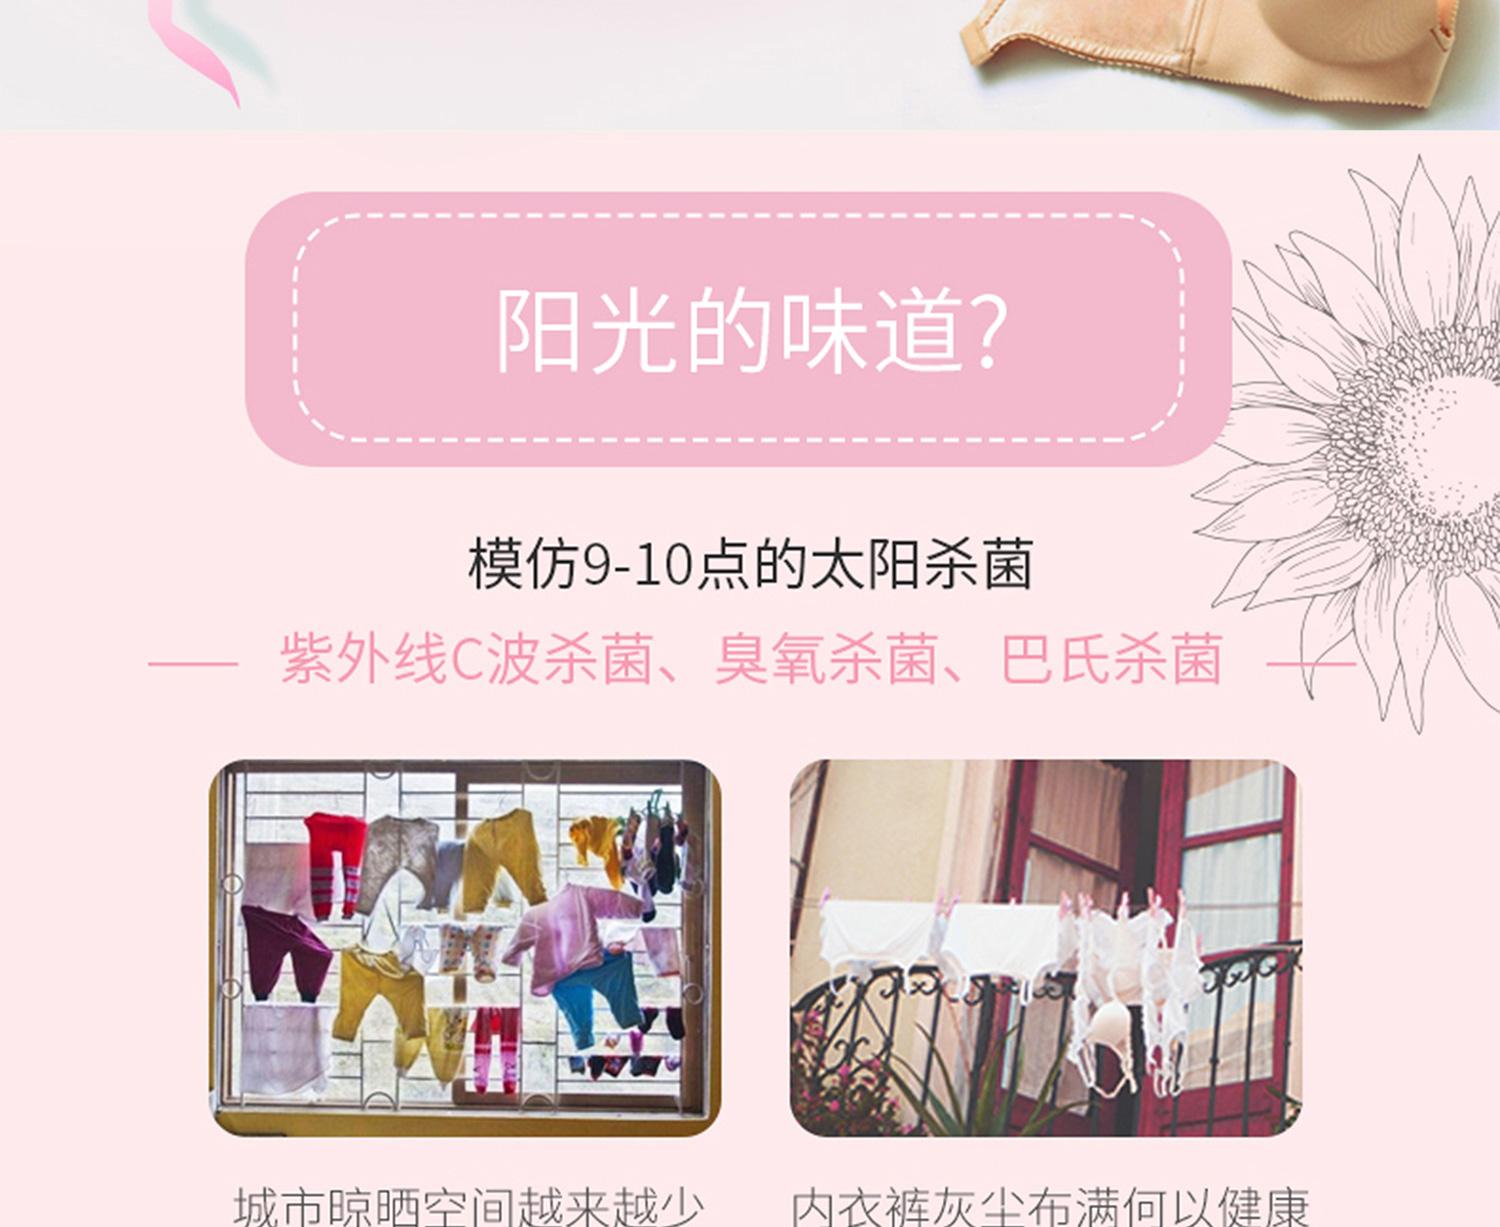 阳光的味道?
模仿9-10点的太阳杀菌
紫外线C波杀菌、臭氧杀菌、巴氏杀菌
城市晾晒空间越来越少
内衣裤灰尘布满何以健康